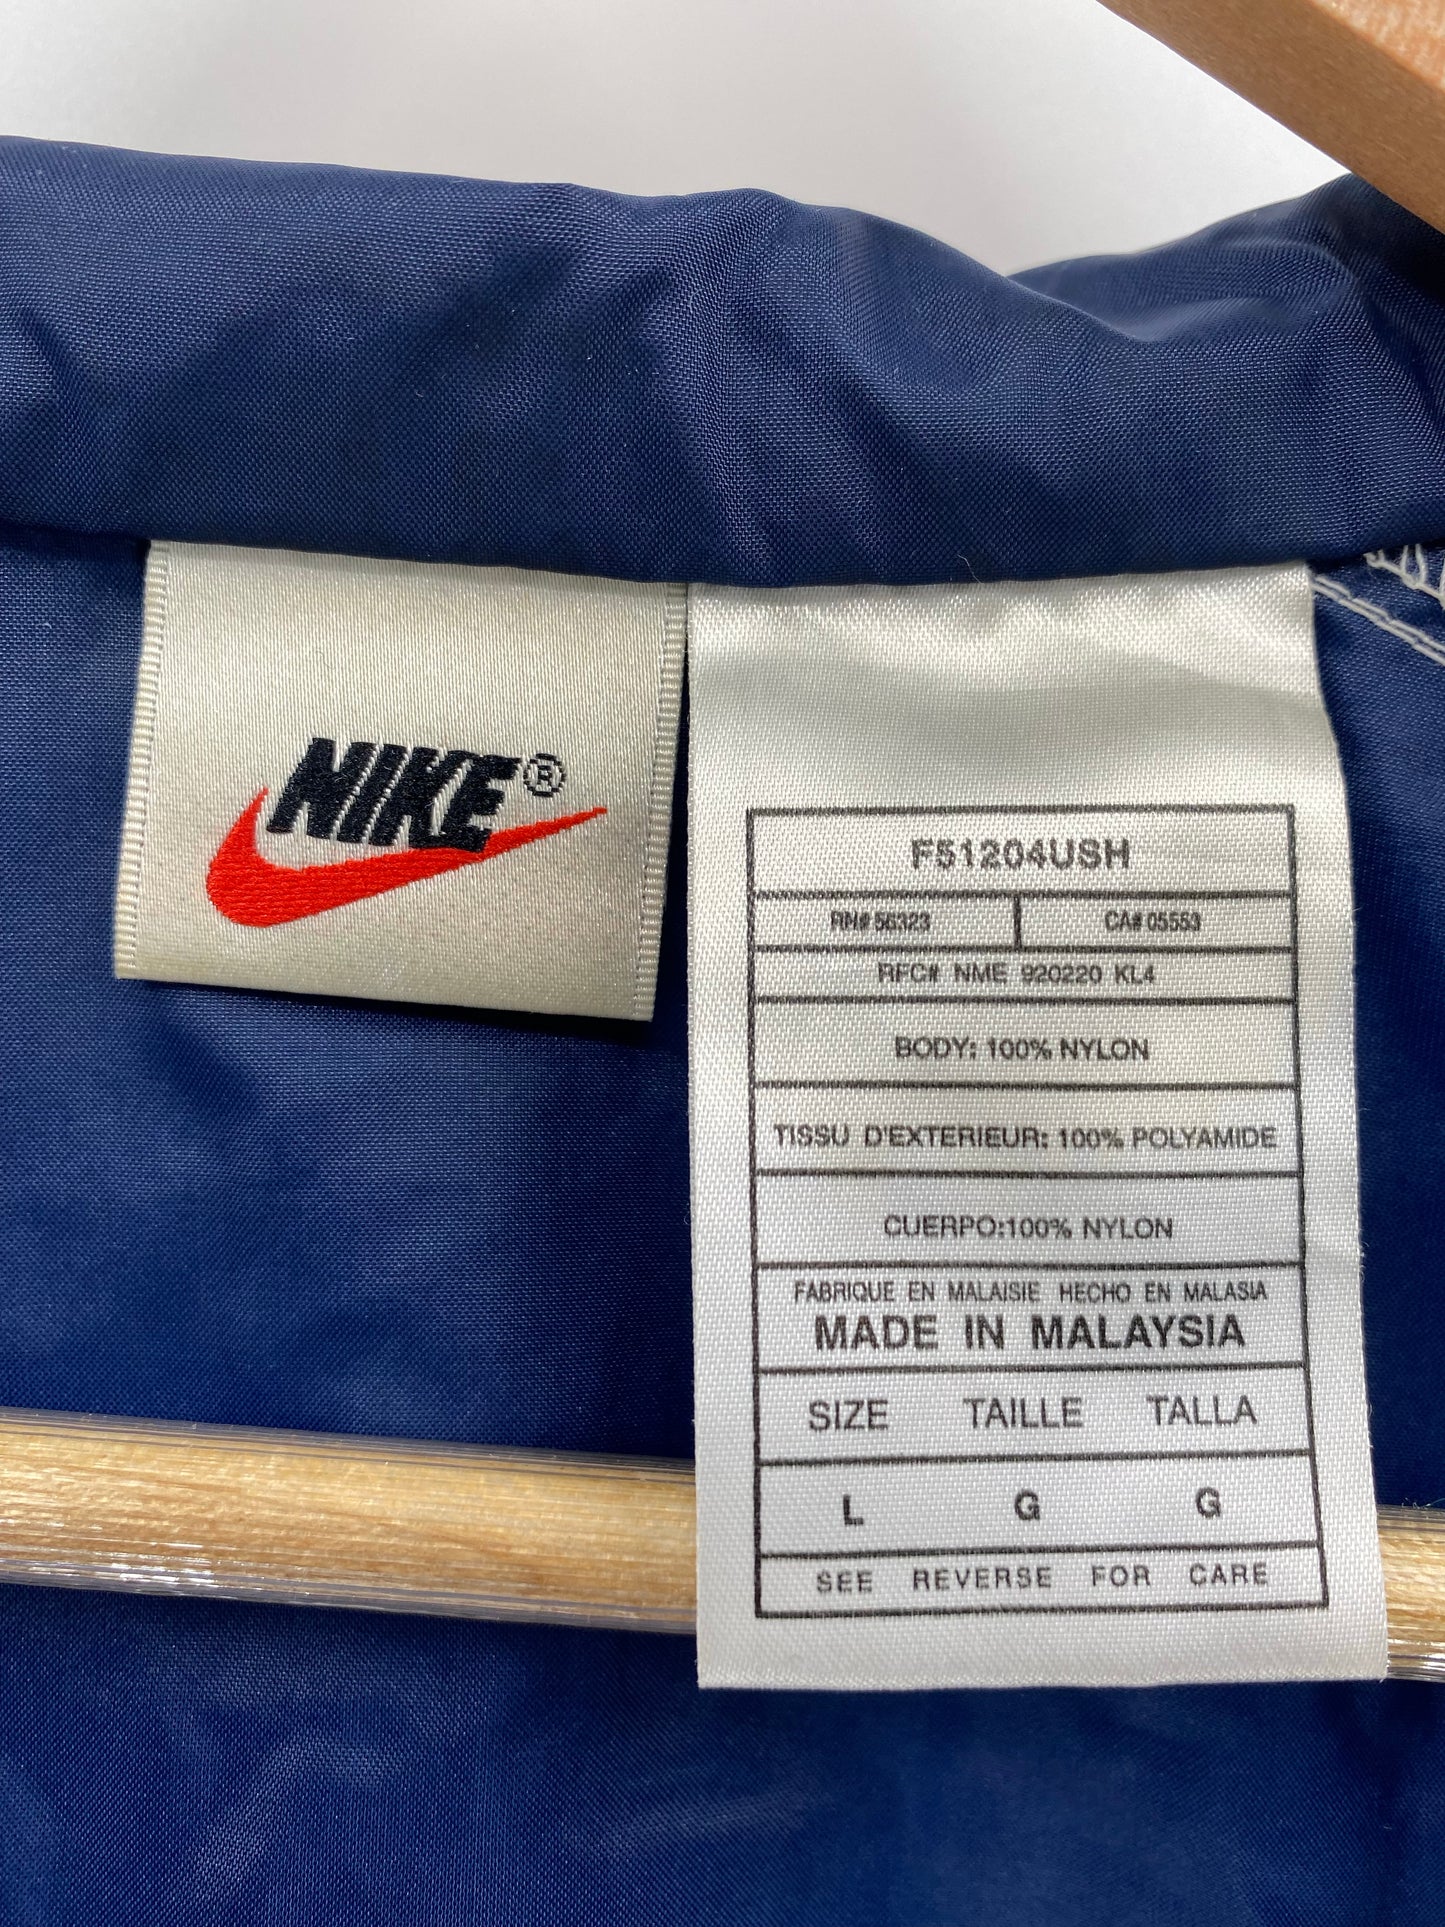 NIKE®
F51204USH
RN# 56323 CA# 05553
RFC# NME 920220 KL4
BODY: 100% NYLON
TISSU D'EXTERIEUR: 100% POLYAMIDE
CUERPO:100% NYLON
FABRIQUE EN MALAISIE HECHO EN MALASIA
MADE IN MALAYSIA
SIZE TAILLE TALLA
L G G
SEE REVERSE FOR CARE